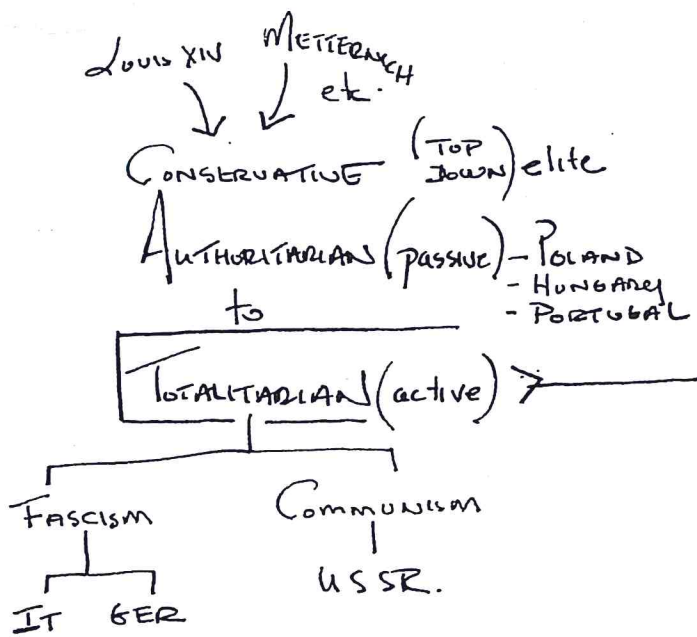 Louis XIV METTERNICH
etc.
CONSERVATIVE (TOP DOWN) elite
AUTHORITARIAN (passive) - POLAND
- HUNGARY
- PORTUGAL
to
TOTALITARIAN (active)
FASCISM COMMUNISM
IT GER USSR.